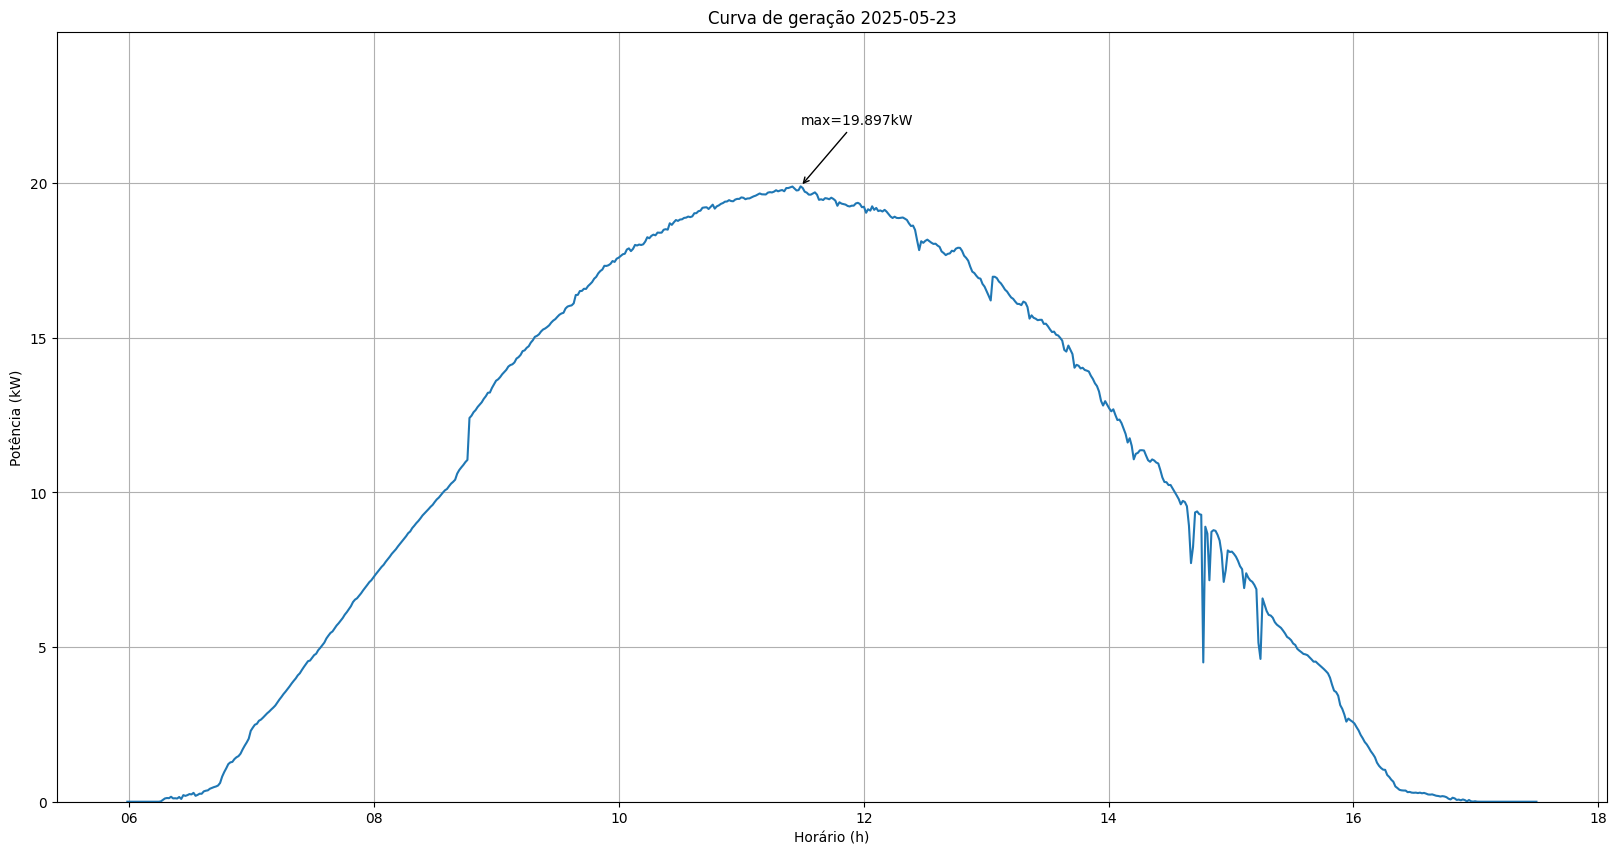 Curva de geração 2025-05-23
max=19.897kW
20
15
10
5
0
Potência (kW)
06 08 10 12 14 16 18
Horário (h)